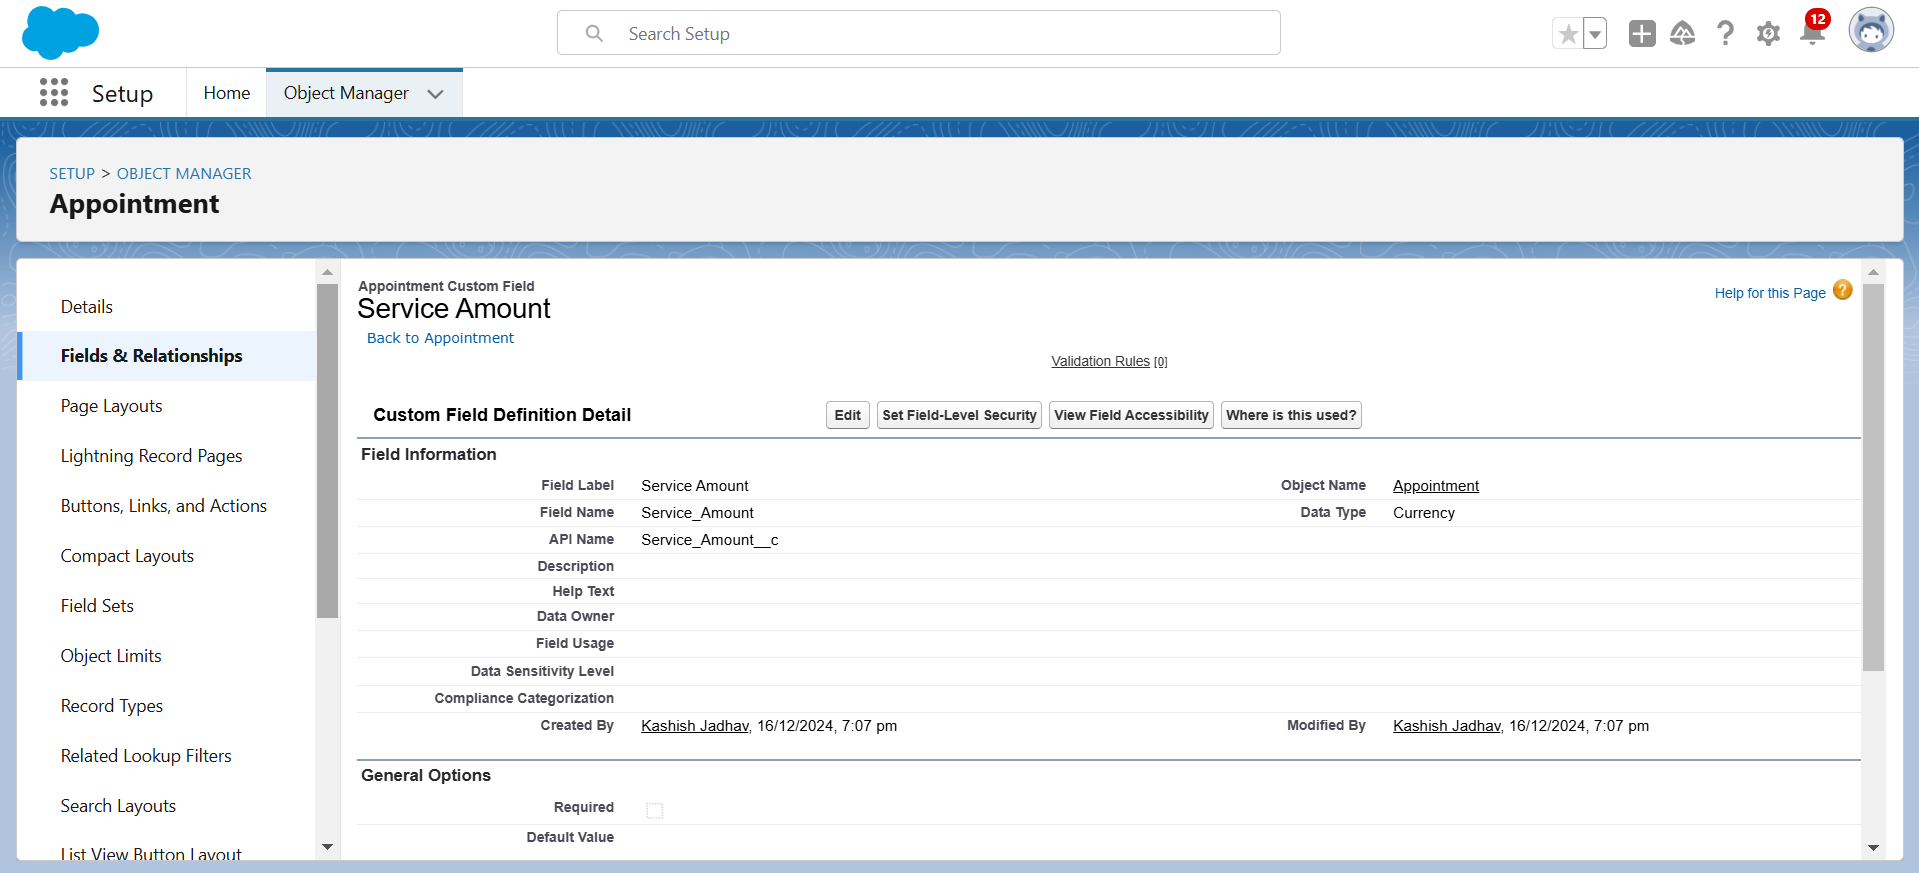 Search Setup
12
Setup
Home
Object Manager
SETUP > OBJECT MANAGER
Appointment
Details
Fields & Relationships
Page Layouts
Lightning Record Pages
Buttons, Links, and Actions
Compact Layouts
Field Sets
Object Limits
Record Types
Related Lookup Filters
Search Layouts
List View Button Layout
Appointment Custom Field
Service Amount
Back to Appointment
Help for this Page ?
Validation Rules [0]
Custom Field Definition Detail
Edit
Set Field-Level Security
View Field Accessibility
Where is this used?
Field Information
Field Label Service Amount Object Name Appointment
Field Name Service_Amount Data Type Currency
API Name Service_Amount__c
Description
Help Text
Data Owner
Field Usage
Data Sensitivity Level
Compliance Categorization
Created By Kashish Jadhav, 16/12/2024, 7:07 pm Modified By Kashish Jadhav, 16/12/2024, 7:07 pm
General Options
Required
Default Value